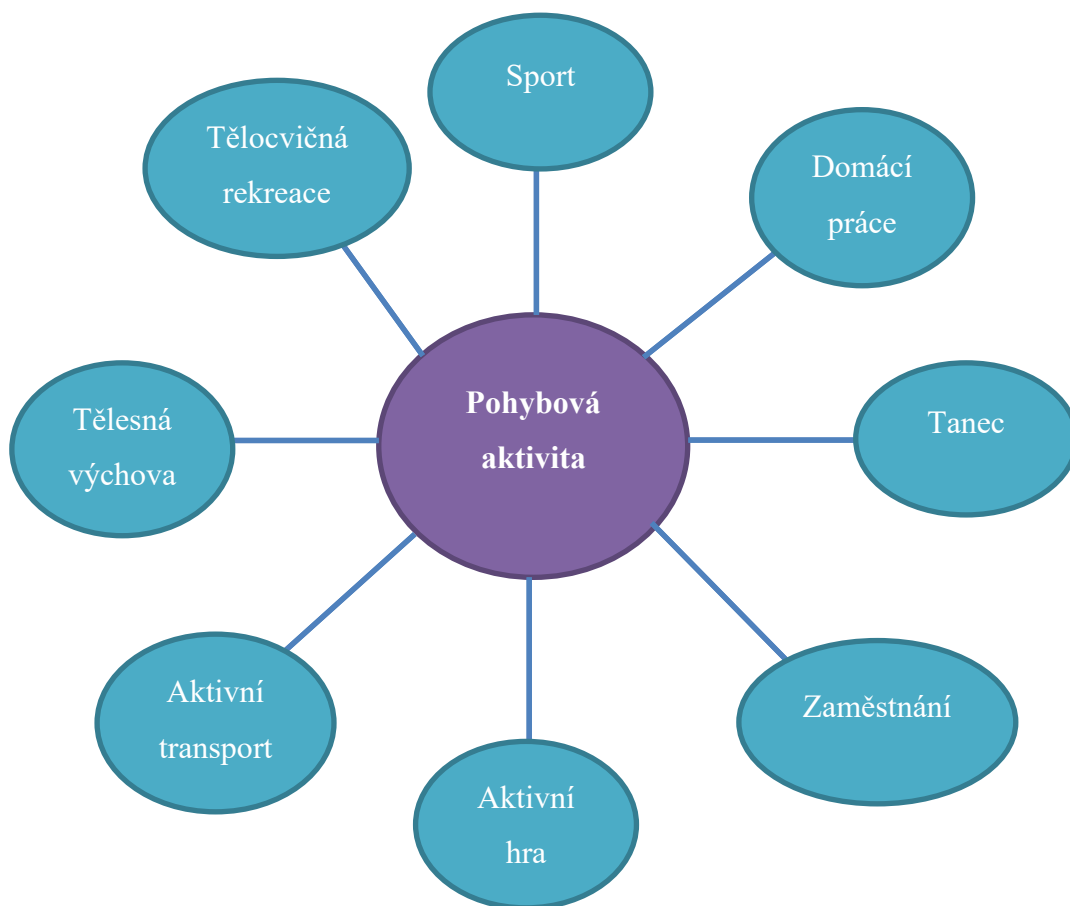 Sport
Tělocvičná
rekreace
Domácí
práce
Pohybová
aktivita
Tělesná
výchova
Tanec
Aktivní
transport
Zaměstnání
Aktivní
hra